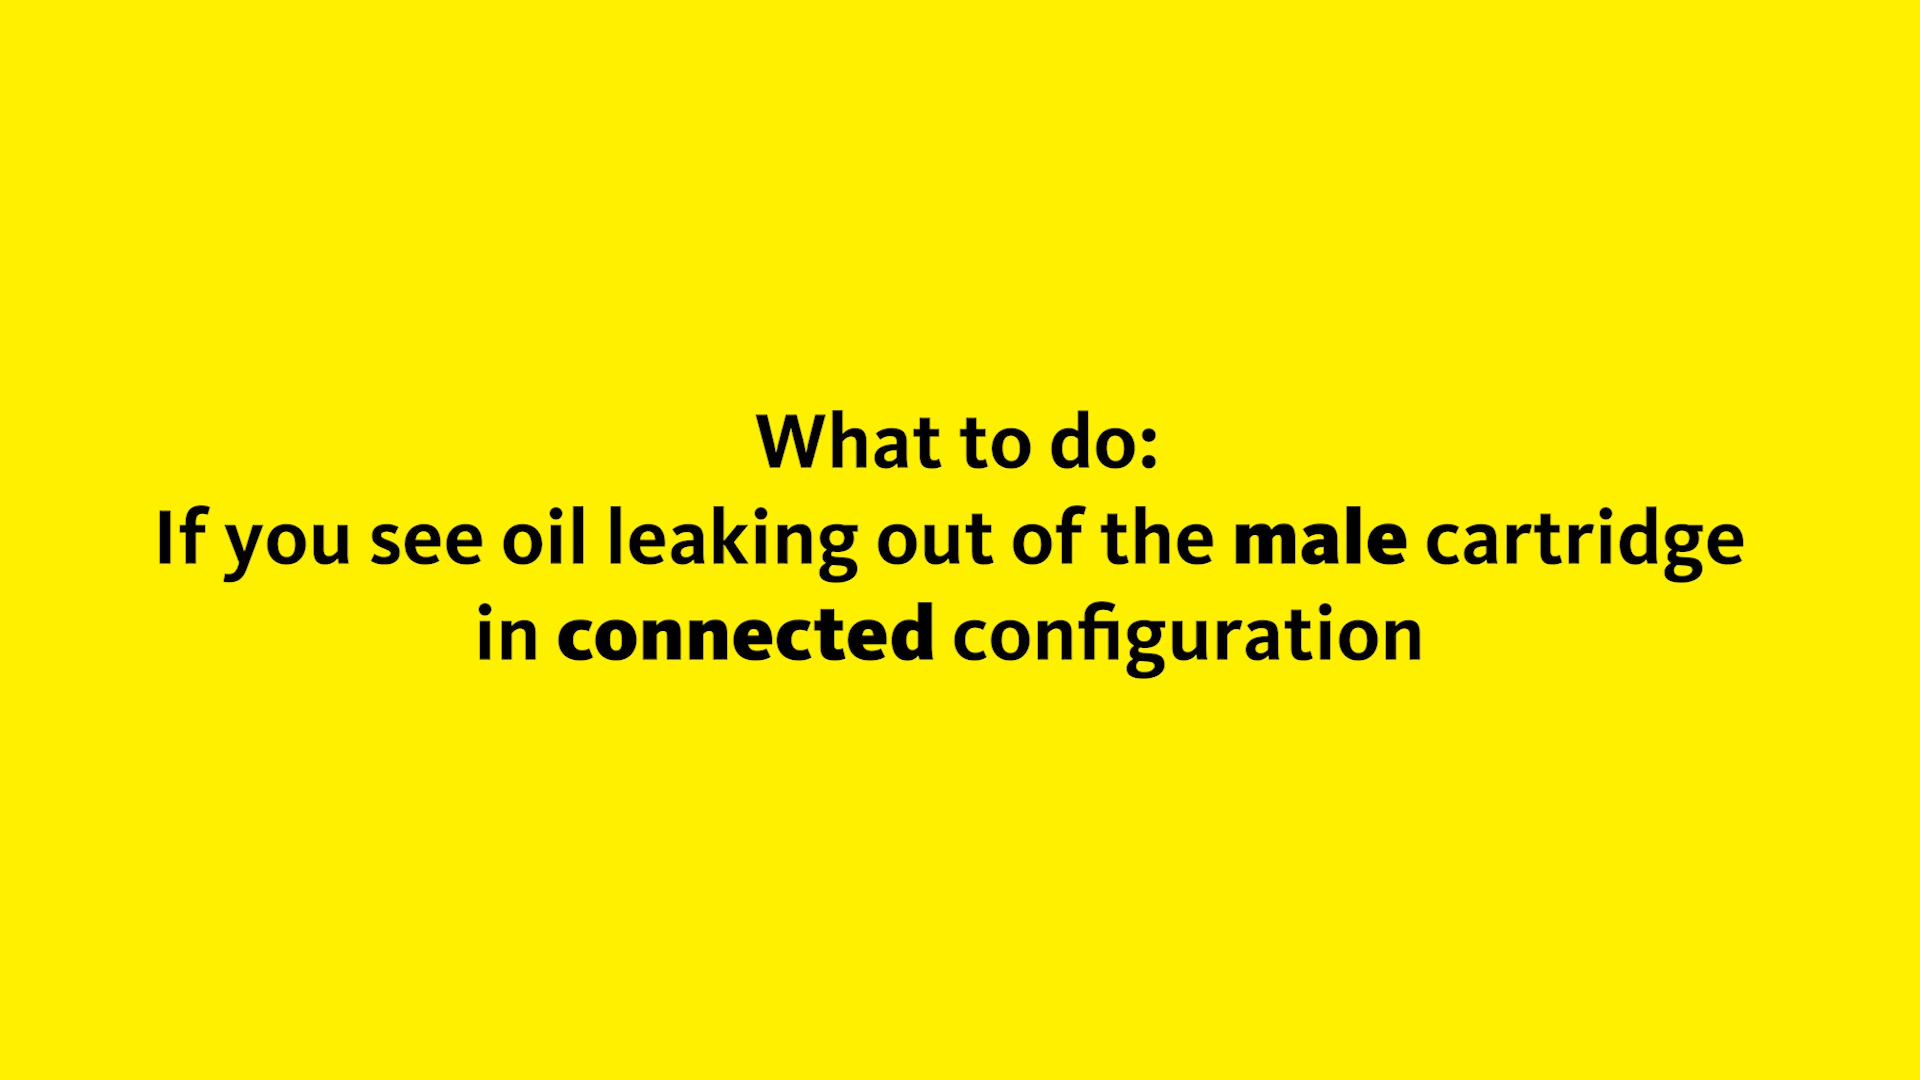 What to do:
If you see oil leaking out of the male cartridge
in connected configuration